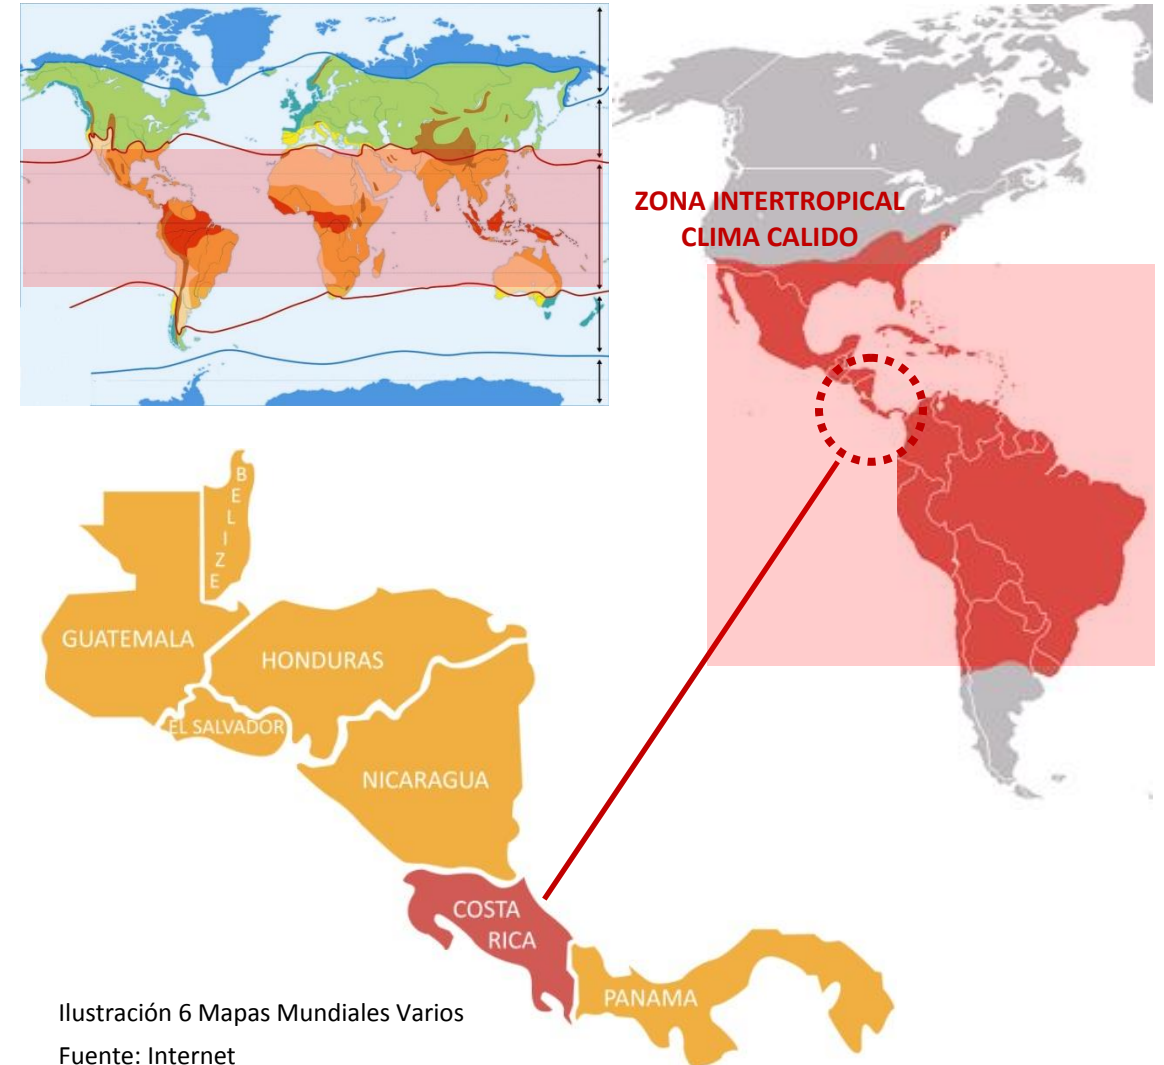 ZONA INTERTROPICAL
CLIMA CALIDO
BELIZE
GUATEMALA
HONDURAS
EL SALVADOR
NICARAGUA
COSTA
RICA
PANAMA
Ilustración 6 Mapas Mundiales Varios
Fuente: Internet